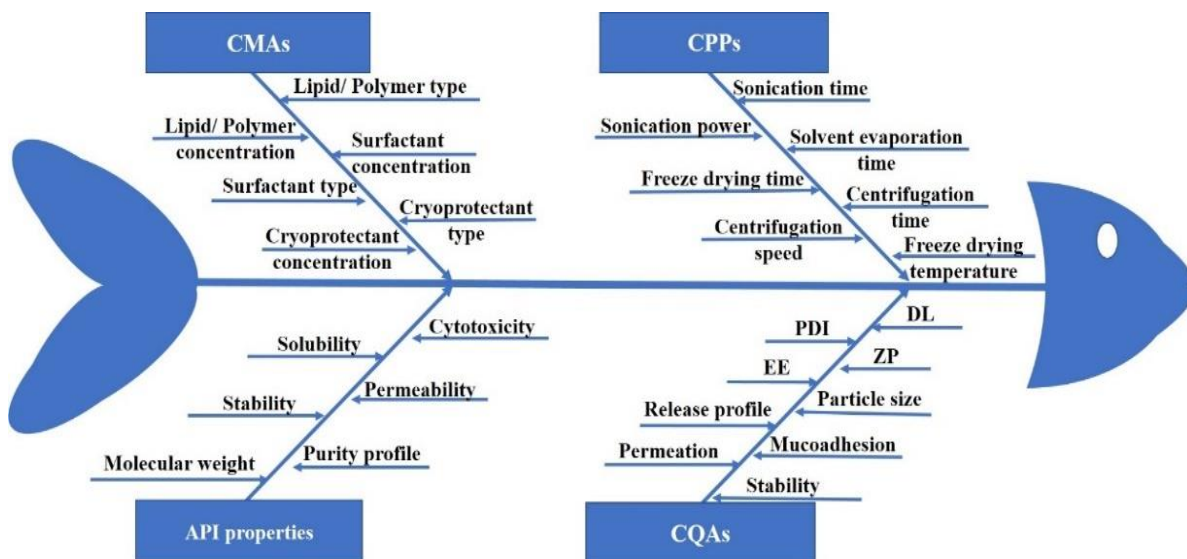 CMAs
Lipid/ Polymer type
Lipid/ Polymer
concentration
Surfactant
concentration
Surfactant type
Cryoprotectant
type
Cryoprotectant
concentration
CPPs
Sonication time
Sonication power
Solvent evaporation
time
Freeze drying time
Centrifugation
time
Centrifugation
speed
Freeze drying
temperature
Cytotoxicity
Solubility
Permeability
Stability
Purity profile
Molecular weight
API properties
DL
PDI
ZP
EE
Particle size
Release profile
Mucoadhesion
Permeation
Stability
CQAs